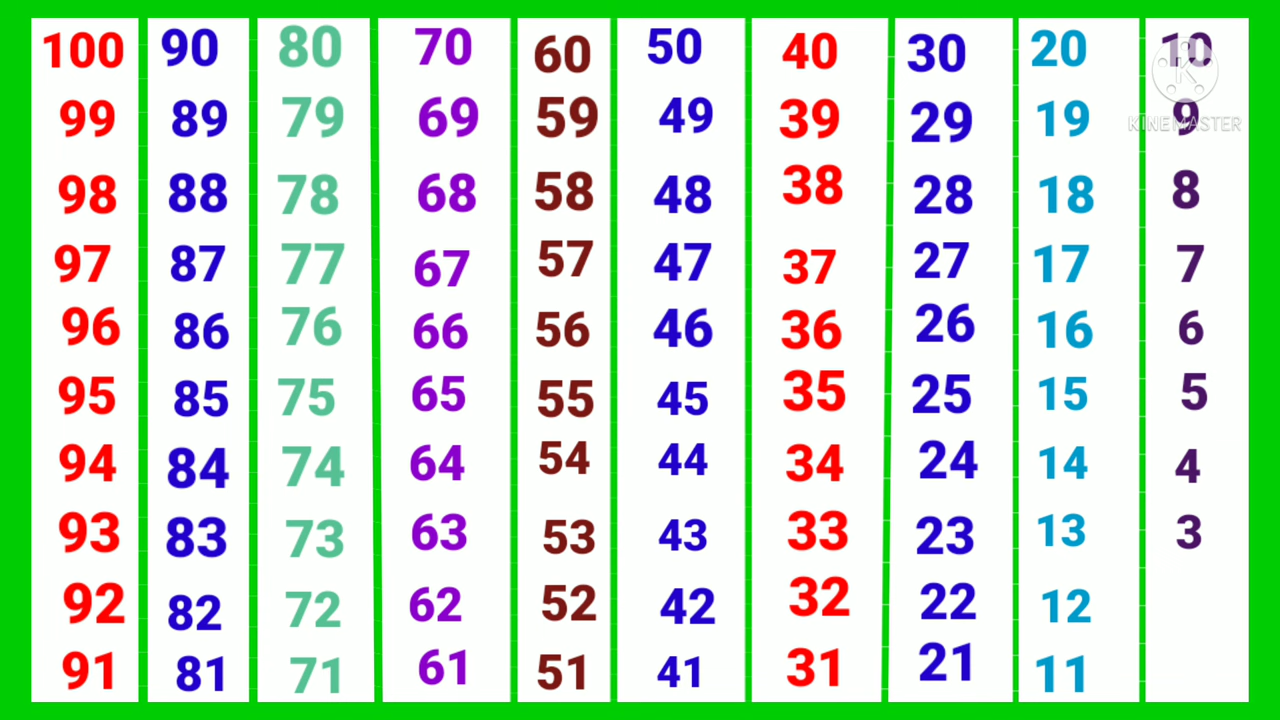 100 90 80 70 60 50 40 30 20 10
99 89 79 69 59 49 39 29 19 9
98 88 78 68 58 48 38 28 18 8
97 87 77 67 57 47 37 27 17 7
96 86 76 66 56 46 36 26 16 6
95 85 75 65 55 45 35 25 15 5
94 84 74 64 54 44 34 24 14 4
93 83 73 63 53 43 33 23 13 3
92 82 72 62 52 42 32 22 12
91 81 71 61 51 41 31 21 11
K
KINEMASTER